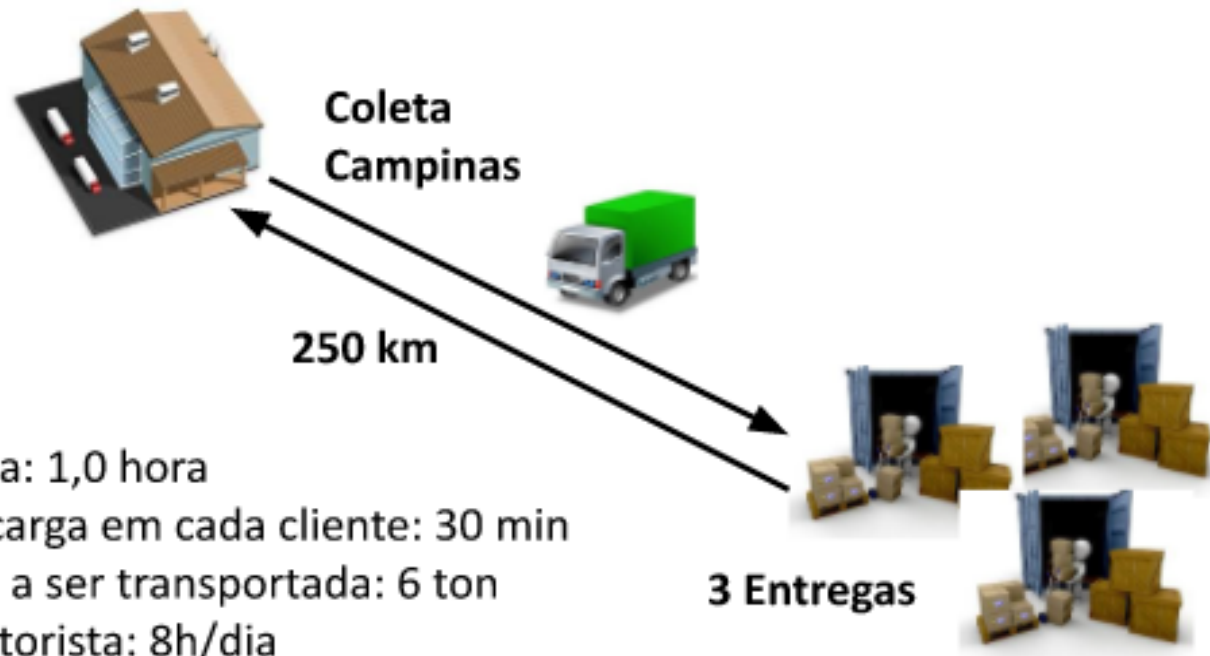 Coleta
Campinas
250 km
a: 1,0 hora
carga em cada cliente: 30 min
a ser transportada: 6 ton
torista: 8h/dia
3 Entregas